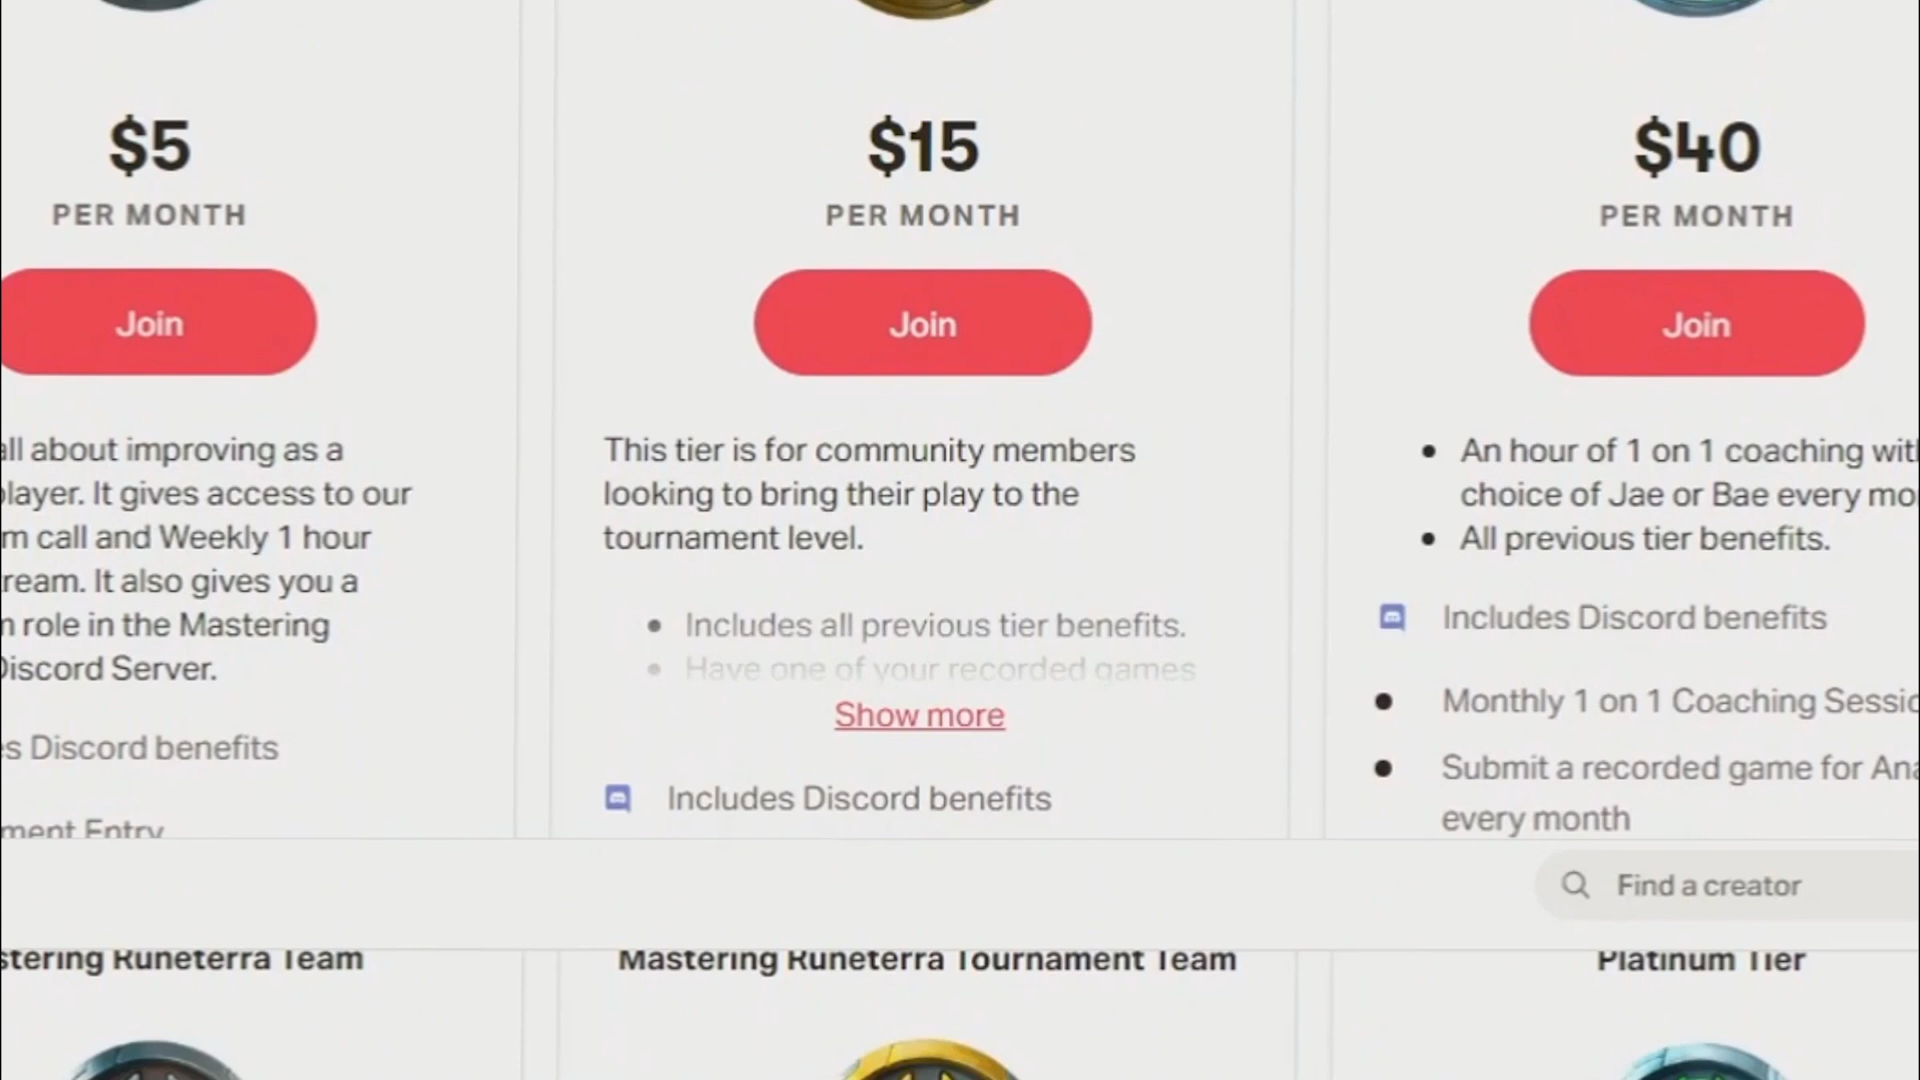 $5
PER MONTH
Join
all about improving as a
player. It gives access to our
m call and Weekly 1 hour
ream. It also gives you a
role in the Mastering
Discord Server.
es Discord benefits
ment Entry
$15
PER MONTH
Join
This tier is for community members
looking to bring their play to the
tournament level.
• Includes all previous tier benefits.
• Have one of your recorded games
Show more
Includes Discord benefits
$40
PER MONTH
Join
• An hour of 1 on 1 coaching with
choice of Jae or Bae every mo
• All previous tier benefits.
Includes Discord benefits
• Monthly 1 on 1 Coaching Sessio
• Submit a recorded game for Ana
every month
Find a creator
stering Runeterra Team
Mastering Runeterra Tournament Team
Platinum Tier